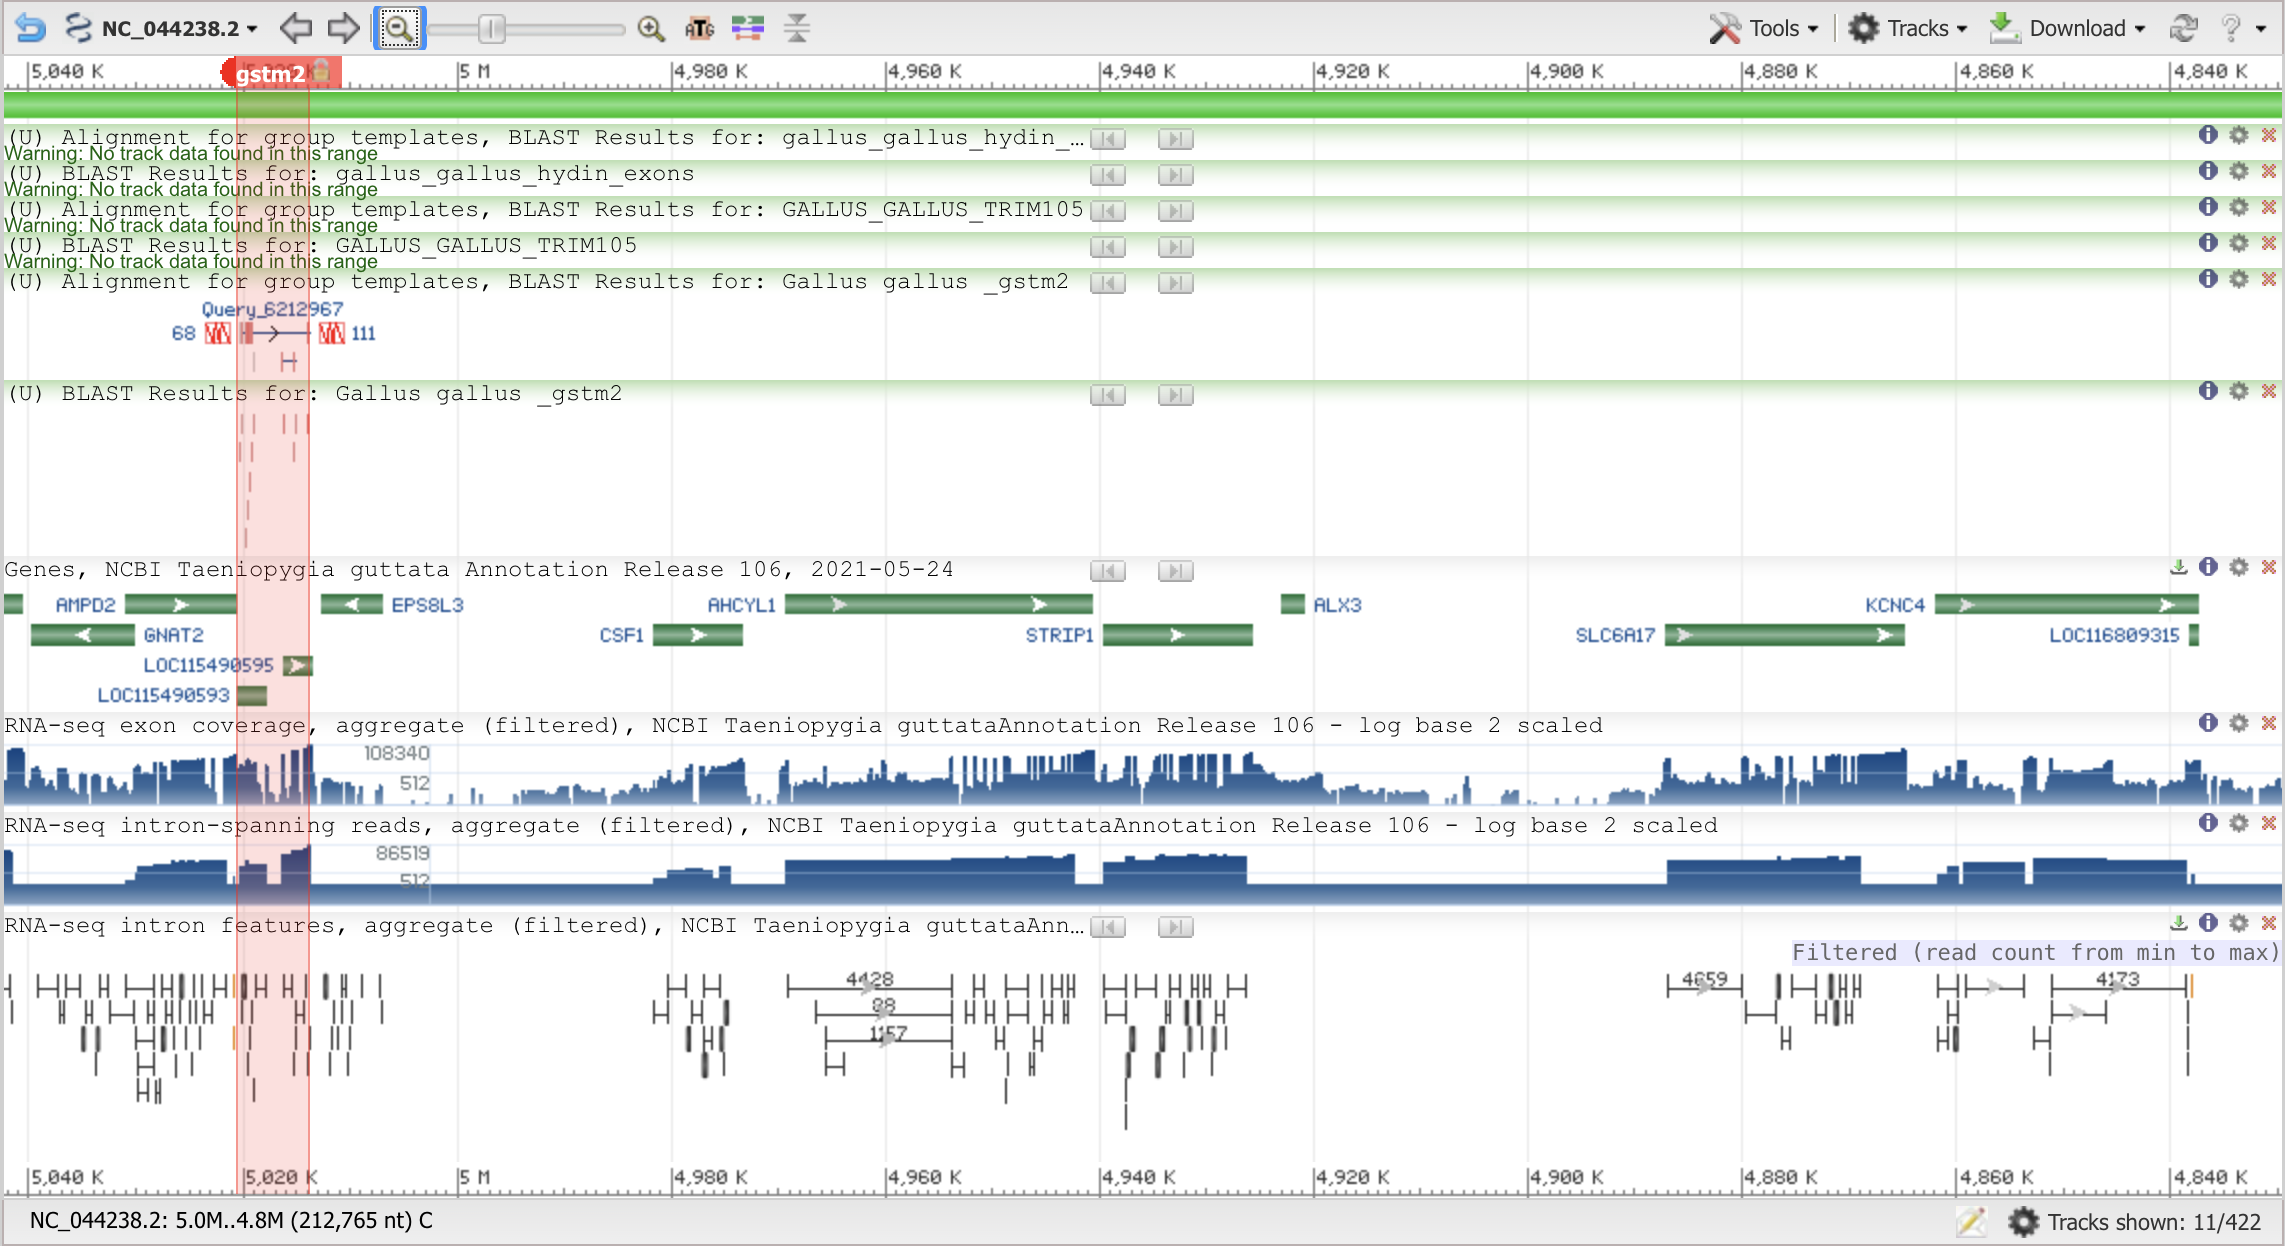 NC_044238.2 Tools Tracks Download ?
5,040 K gstm2 5 M 4,980 K 4,960 K 4,940 K 4,920 K 4,900 K 4,880 K 4,860 K 4,840 K
(U) Alignment for group templates, BLAST Results for: gallus_gallus_hydin_…
Warning: No track data found in this range
(U) BLAST Results for: gallus_gallus_hydin_exons
Warning: No track data found in this range
(U) Alignment for group templates, BLAST Results for: GALLUS_GALLUS_TRIM105
Warning: No track data found in this range
(U) BLAST Results for: GALLUS_GALLUS_TRIM105
Warning: No track data found in this range
(U) Alignment for group templates, BLAST Results for: Gallus gallus _gstm2
Query_6212967
68 111
(U) BLAST Results for: Gallus gallus _gstm2
Genes, NCBI Taeniopygia guttata Annotation Release 106, 2021-05-24
AMPD2 EPS8L3 AHCYL1 ALX3 KCNC4
GNAT2 CSF1 STRIP1 SLC6A17 LOC116809315
LOC115490595
LOC115490593
RNA-seq exon coverage, aggregate (filtered), NCBI Taeniopygia guttataAnnotation Release 106 - log base 2 scaled
108340
512
RNA-seq intron-spanning reads, aggregate (filtered), NCBI Taeniopygia guttataAnnotation Release 106 - log base 2 scaled
86519
512
RNA-seq intron features, aggregate (filtered), NCBI Taeniopygia guttataAnn…
Filtered (read count from min to max)
4428 4659 4173
88
1157
5,040 K 5,020 K 5 M 4,980 K 4,960 K 4,940 K 4,920 K 4,900 K 4,880 K 4,860 K 4,840 K
NC_044238.2: 5.0M..4.8M (212,765 nt) C Tracks shown: 11/422